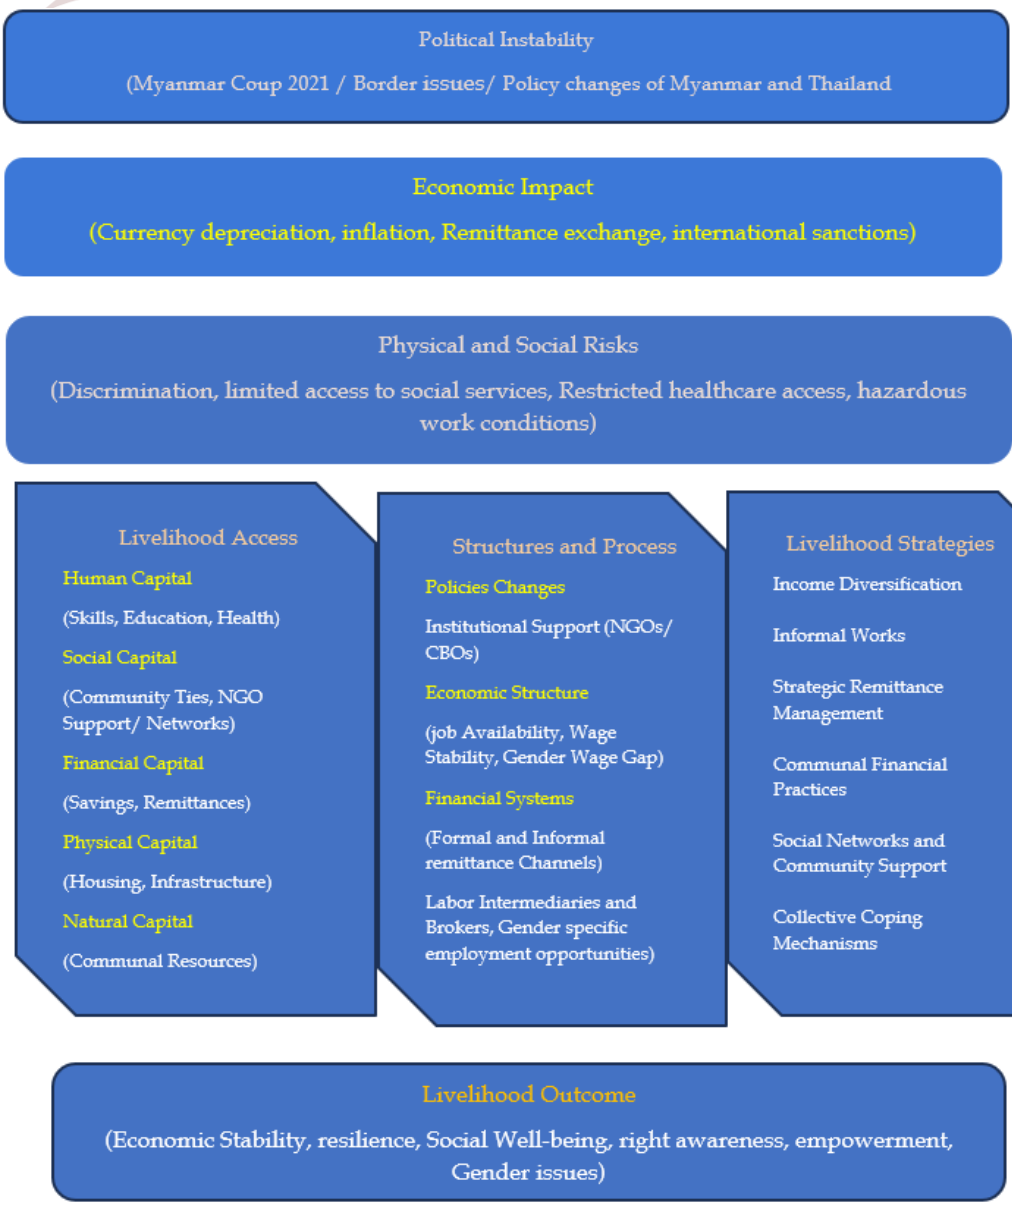 Political Instability
(Myanmar Coup 2021 / Border issues/ Policy changes of Myanmar and Thailand
Economic Impact
(Currency depreciation, inflation, Remittance exchange, international sanctions)
Physical and Social Risks
(Discrimination, limited access to social services, Restricted healthcare access, hazardous
work conditions)
Livelihood Access
Human Capital
(Skills, Education, Health)
Social Capital
(Community Ties, NGO
Support/ Networks)
Financial Capital
(Savings, Remittances)
Physical Capital
(Housing, Infrastructure)
Natural Capital
(Communal Resources)
Structures and Process
Policies Changes
Institutional Support (NGOs/
CBOs)
Economic Structure
(job Availability, Wage
Stability, Gender Wage Gap)
Financial Systems
(Formal and Informal
remittance Channels)
Labor Intermediaries and
Brokers, Gender specific
employment opportunities)
Livelihood Strategies
Income Diversification
Informal Works
Strategic Remittance
Management
Communal Financial
Practices
Social Networks and
Community Support
Collective Coping
Mechanisms
Livelihood Outcome
(Economic Stability, resilience, Social Well-being, right awareness, empowerment,
Gender issues)